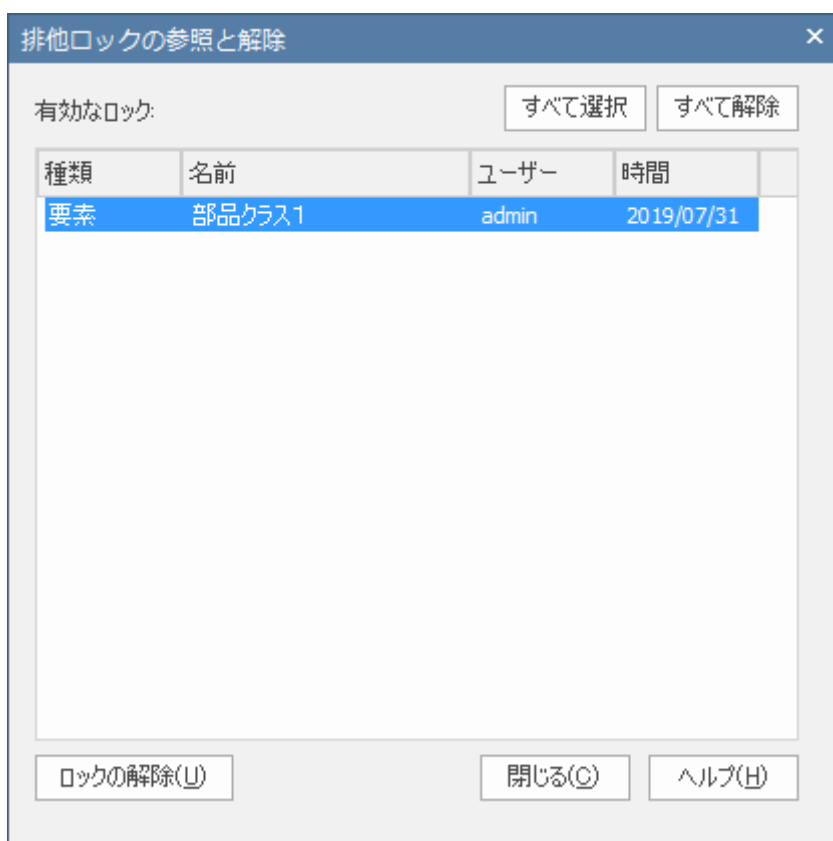 排他ロックの参照と解除 ×
有効なロック: すべて選択 すべて解除
種類 名前 ユーザー 時間
要素 部品クラス1 admin 2019/07/31
ロックの解除(U) 閉じる(C) ヘルプ(H)